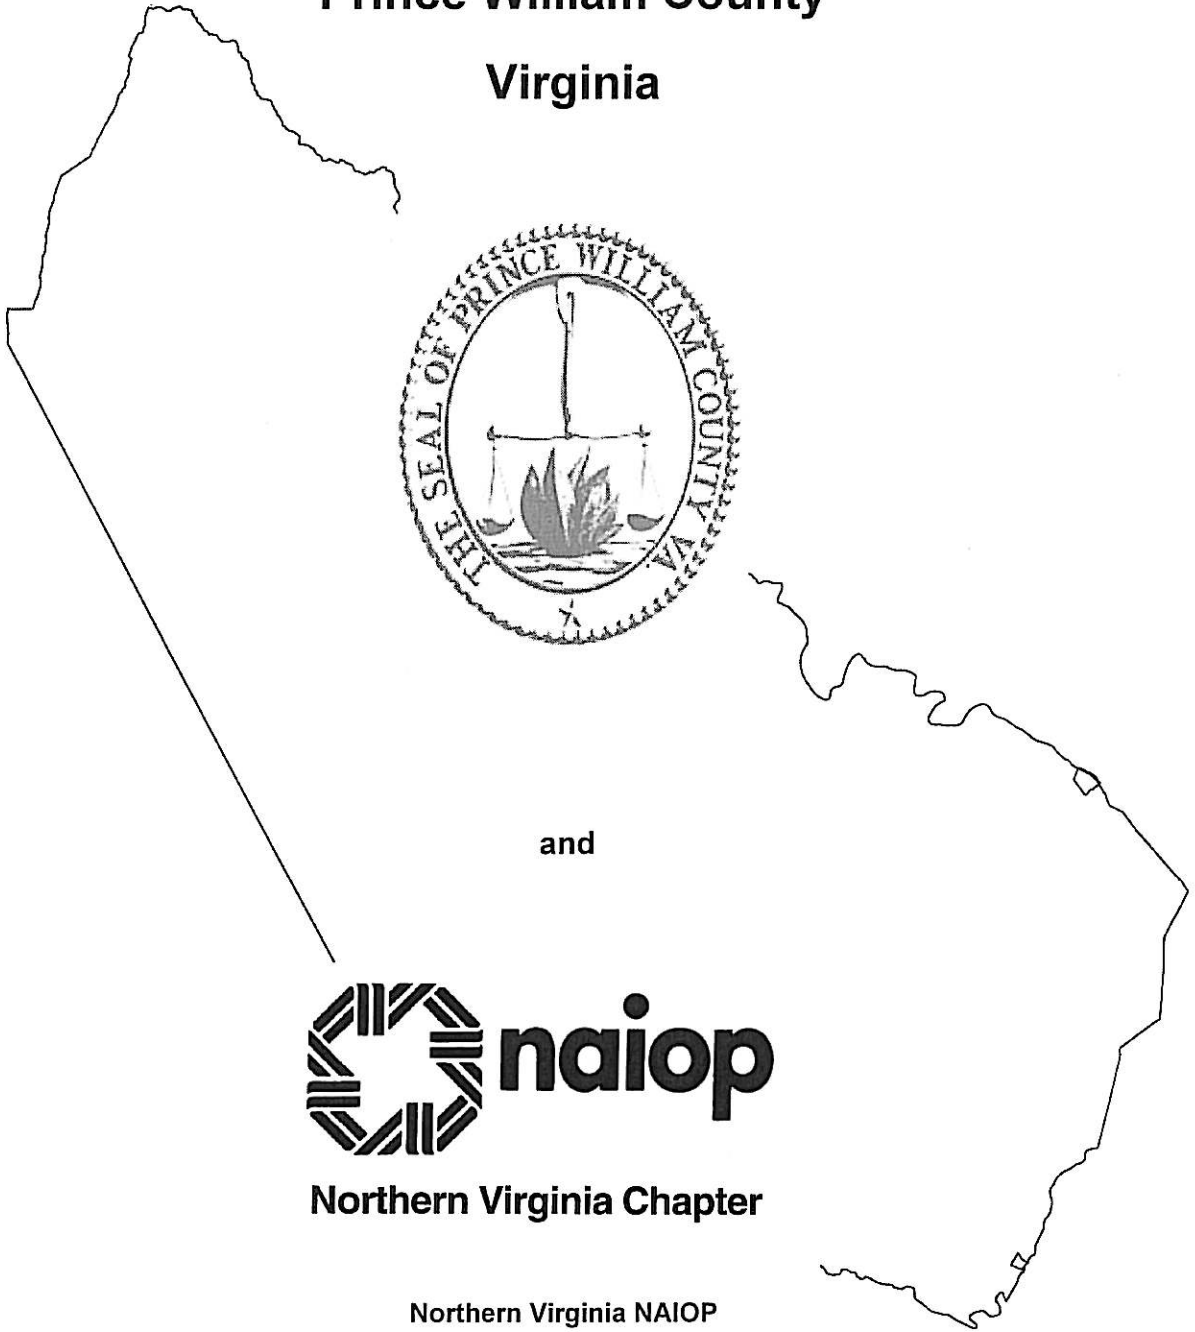 Prince William County
Virginia
THE SEAL OF PRINCE WILLIAM COUNTY VA
and
naiop
Northern Virginia Chapter
Northern Virginia NAIOP